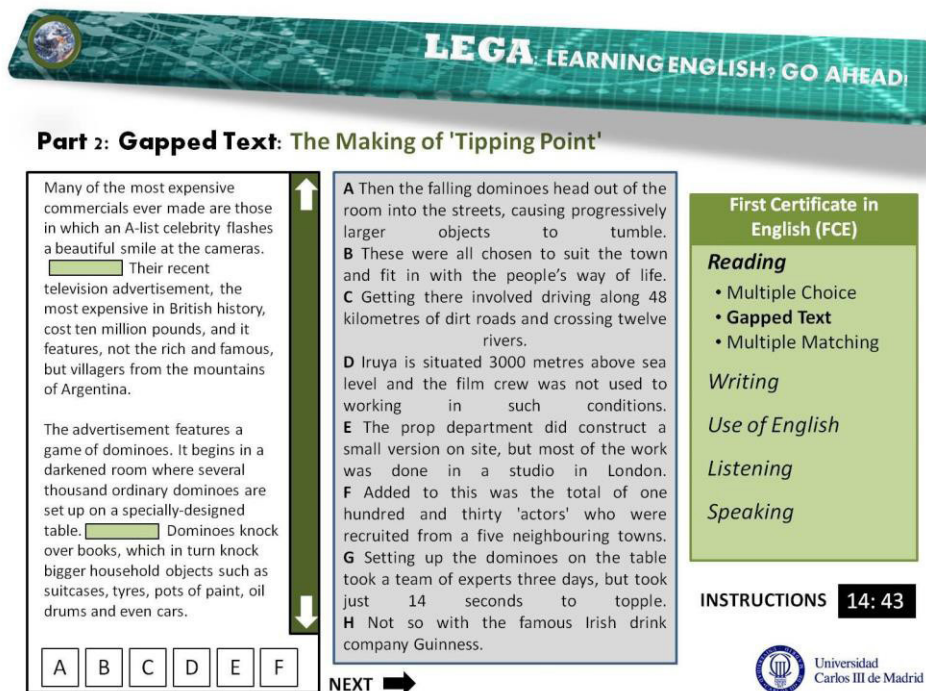 LEGA: LEARNING ENGLISH? GO AHEAD!
Part 2: Gapped Text: The Making of 'Tipping Point'
Many of the most expensive
commercials ever made are those
in which an A-list celebrity flashes
a beautiful smile at the cameras.
Their recent
television advertisement, the
most expensive in British history,
cost ten million pounds, and it
features, not the rich and famous,
but villagers from the mountains
of Argentina.
The advertisement features a
game of dominoes. It begins in a
darkened room where several
thousand ordinary dominoes are
set up on a specially-designed
table. Dominoes knock
over books, which in turn knock
bigger household objects such as
suitcases, tyres, pots of paint, oil
drums and even cars.
A B C D E F
A Then the falling dominoes head out of the
room into the streets, causing progressively
larger objects to tumble.
B These were all chosen to suit the town
and fit in with the people's way of life.
C Getting there involved driving along 48
kilometres of dirt roads and crossing twelve
rivers.
D Iruya is situated 3000 metres above sea
level and the film crew was not used to
working in such conditions.
E The prop department did construct a
small version on site, but most of the work
was done in a studio in London.
F Added to this was the total of one
hundred and thirty 'actors' who were
recruited from a five neighbouring towns.
G Setting up the dominoes on the table
took a team of experts three days, but took
just 14 seconds to topple.
H Not so with the famous Irish drink
company Guinness.
NEXT
First Certificate in
English (FCE)
Reading
• Multiple Choice
• Gapped Text
• Multiple Matching
Writing
Use of English
Listening
Speaking
INSTRUCTIONS 14: 43
Universidad
Carlos III de Madrid